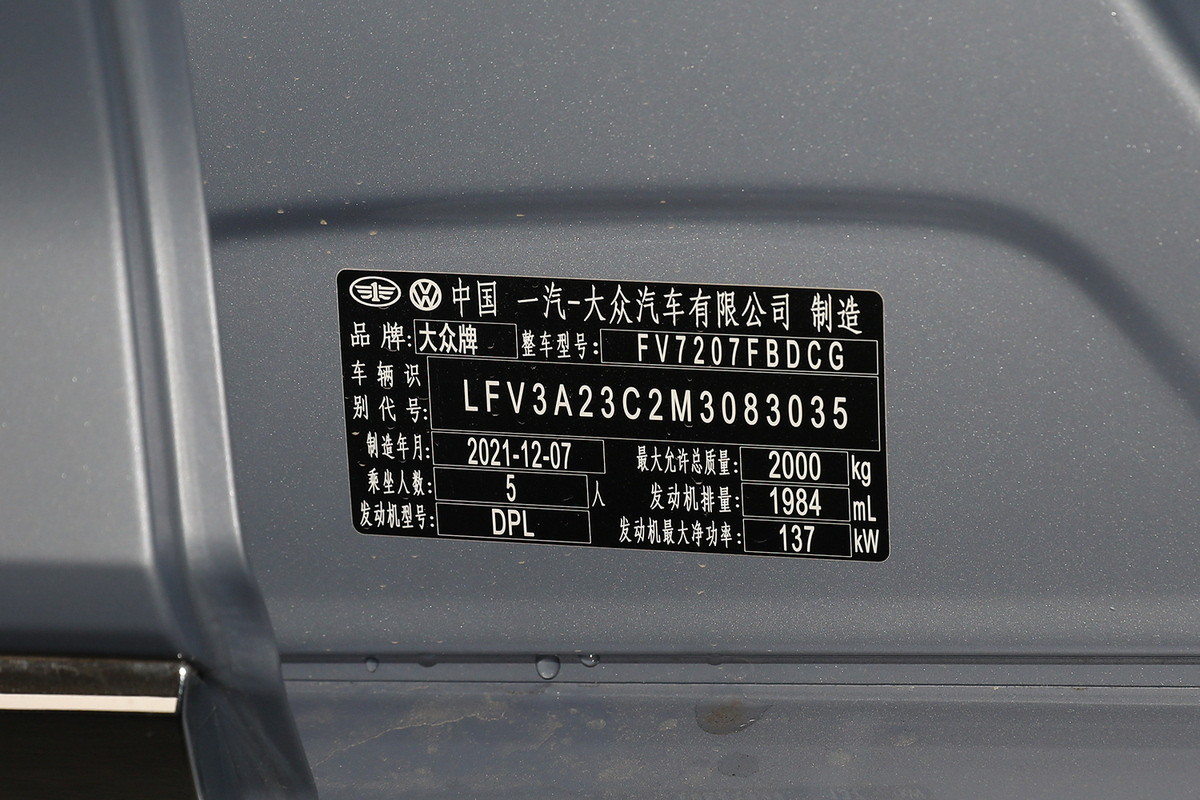 中国 一汽-大众汽车有限公司 制造
品牌: 大众牌 整车型号: FV7207FBDCG
车辆识别代号: LFV3A23C2M3083035
制造年月: 2021-12-07 最大允许总质量: 2000 kg
乘坐人数: 5 人 发动机排量: 1984 mL
发动机型号: DPL 发动机最大净功率: 137 kW